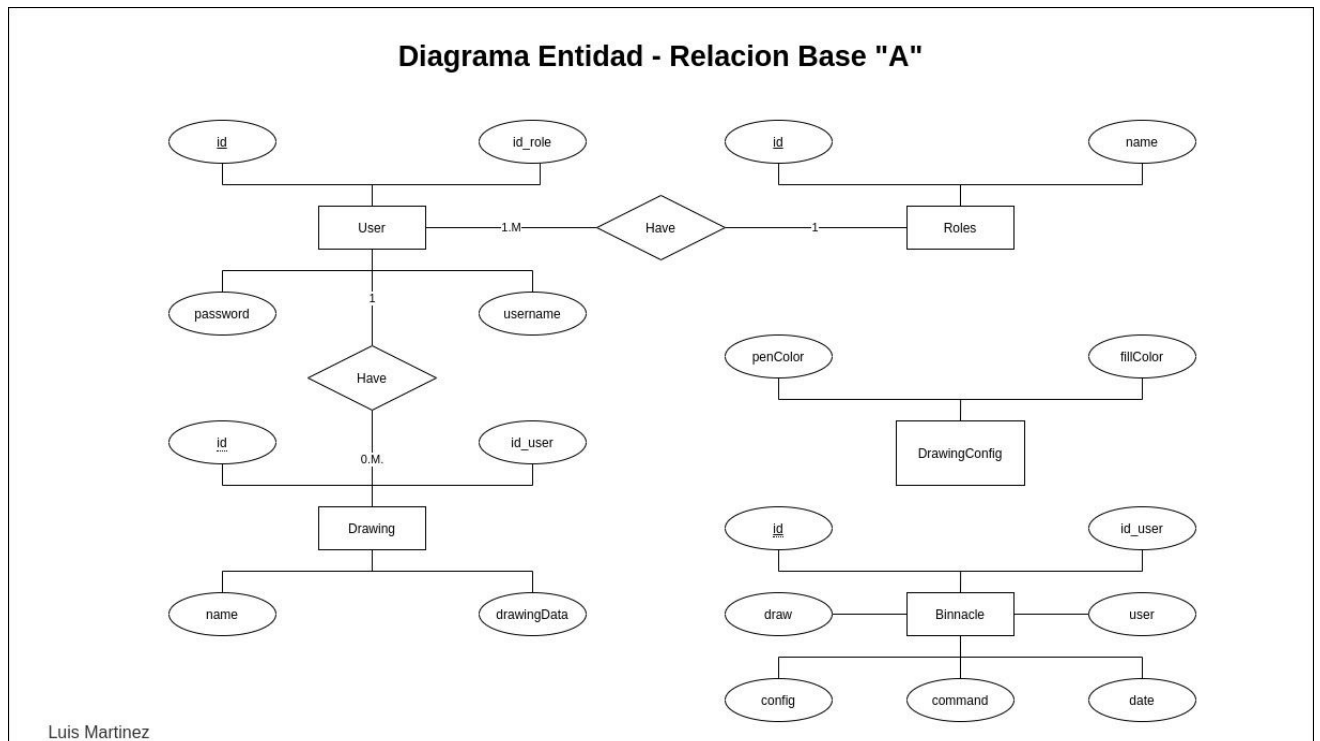 Diagrama Entidad - Relacion Base "A"
id
id_role
id
name
User
1.M
Have
1
Roles
password
1
username
Have
penColor
fillColor
id
id_user
0.M.
DrawingConfig
Drawing
id
id_user
name
drawingData
draw
Binnacle
user
config
command
date
Luis Martinez